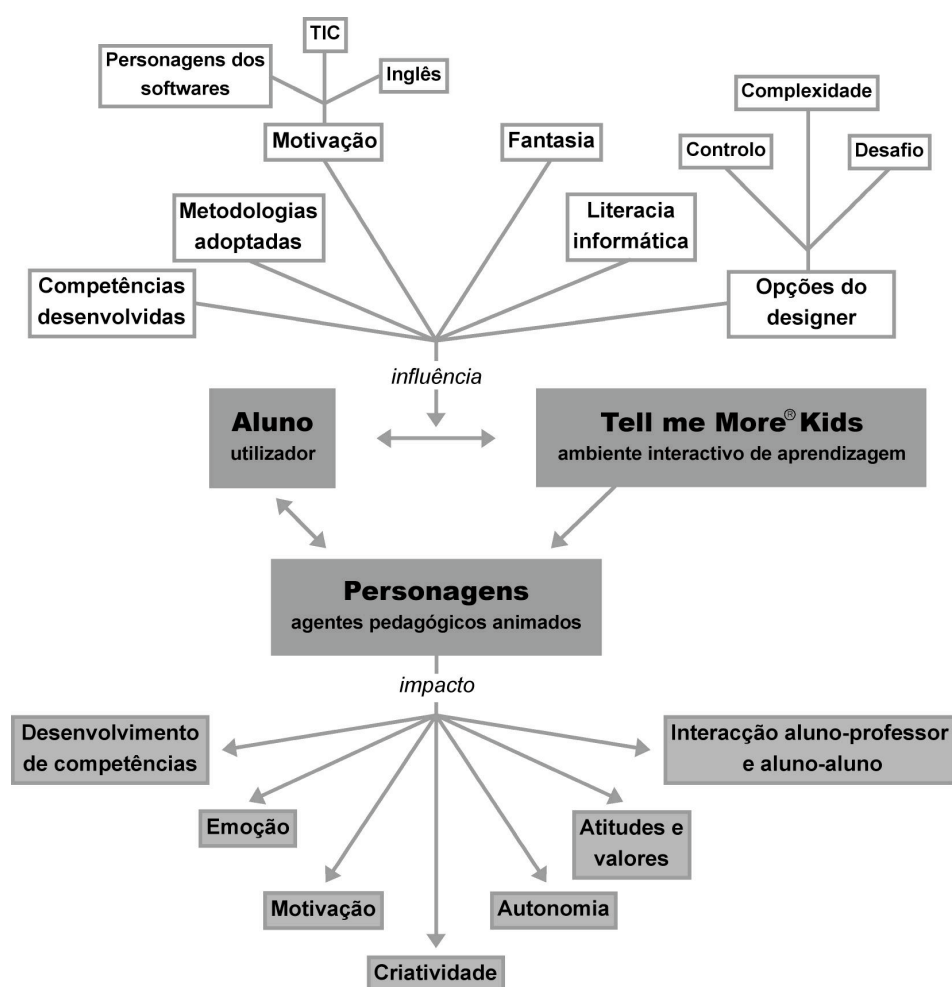 TIC
Personagens dos
softwares
Inglês
Motivação
Fantasia
Complexidade
Controlo
Desafio
Metodologias
adoptadas
Literacia
informática
Competências
desenvolvidas
Opções do
designer
influência
Aluno
utilizador
Tell me More® Kids
ambiente interactivo de aprendizagem
Personagens
agentes pedagógicos animados
impacto
Desenvolvimento
de competências
Interacção aluno-professor
e aluno-aluno
Emoção
Atitudes e
valores
Motivação
Autonomia
Criatividade